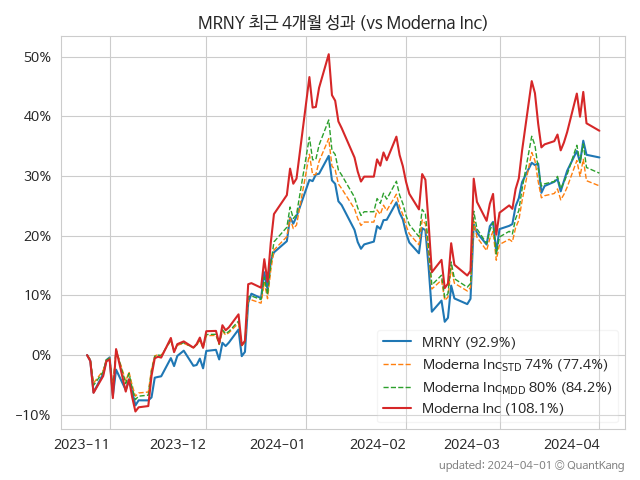 MRNY 최근 4개월 성과 (vs Moderna Inc)
50%
40%
30%
20%
10%
0%
−10%
MRNY (92.9%)
Moderna Inc_STD 74% (77.4%)
Moderna Inc_MDD 80% (84.2%)
Moderna Inc (108.1%)
2023-11 2023-12 2024-01 2024-02 2024-03 2024-04
updated: 2024-04-01 © QuantKang